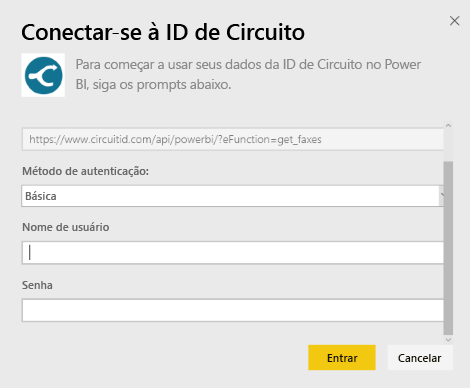 Conectar-se à ID de Circuito
Para começar a usar seus dados da ID de Circuito no Power
BI, siga os prompts abaixo.
https://www.circuitid.com/api/powerbi/?eFunction=get_faxes
Método de autenticação:
Básica
Nome de usuário
Senha
Entrar
Cancelar